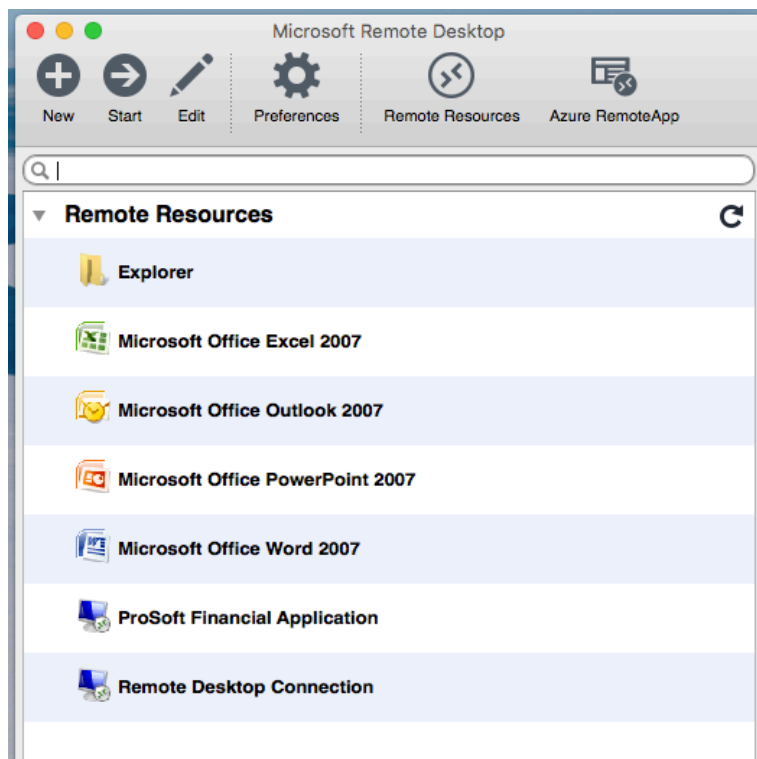 Microsoft Remote Desktop
New Start Edit Preferences Remote Resources Azure RemoteApp
Remote Resources
Explorer
Microsoft Office Excel 2007
Microsoft Office Outlook 2007
Microsoft Office PowerPoint 2007
Microsoft Office Word 2007
ProSoft Financial Application
Remote Desktop Connection